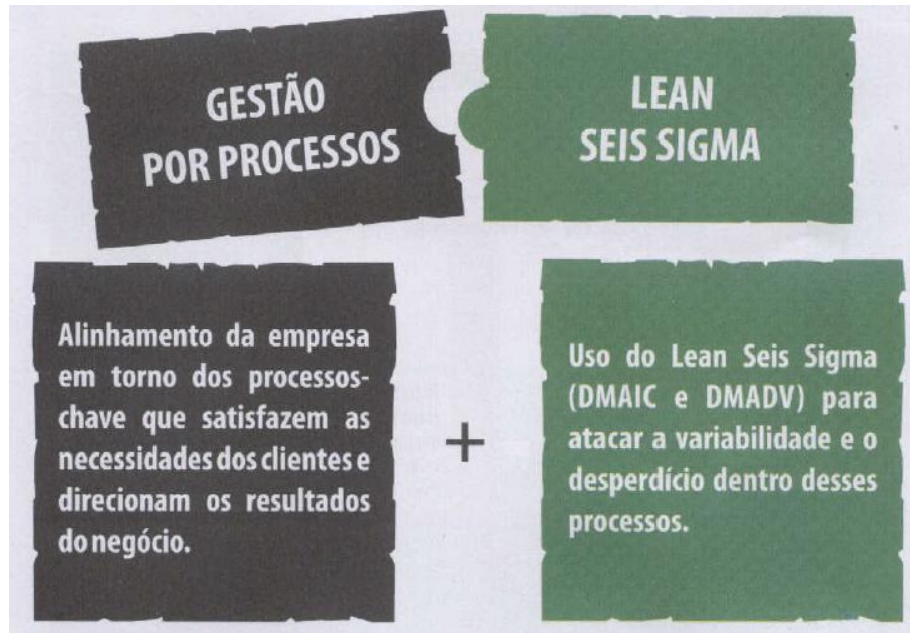 GESTÃO
POR PROCESSOS
LEAN
SEIS SIGMA
Alinhamento da empresa
em torno dos processos-
chave que satisfazem as
necessidades dos clientes e
direcionam os resultados
do negócio.
+
Uso do Lean Seis Sigma
(DMAIC e DMADV) para
atacar a variabilidade e o
desperdício dentro desses
processos.